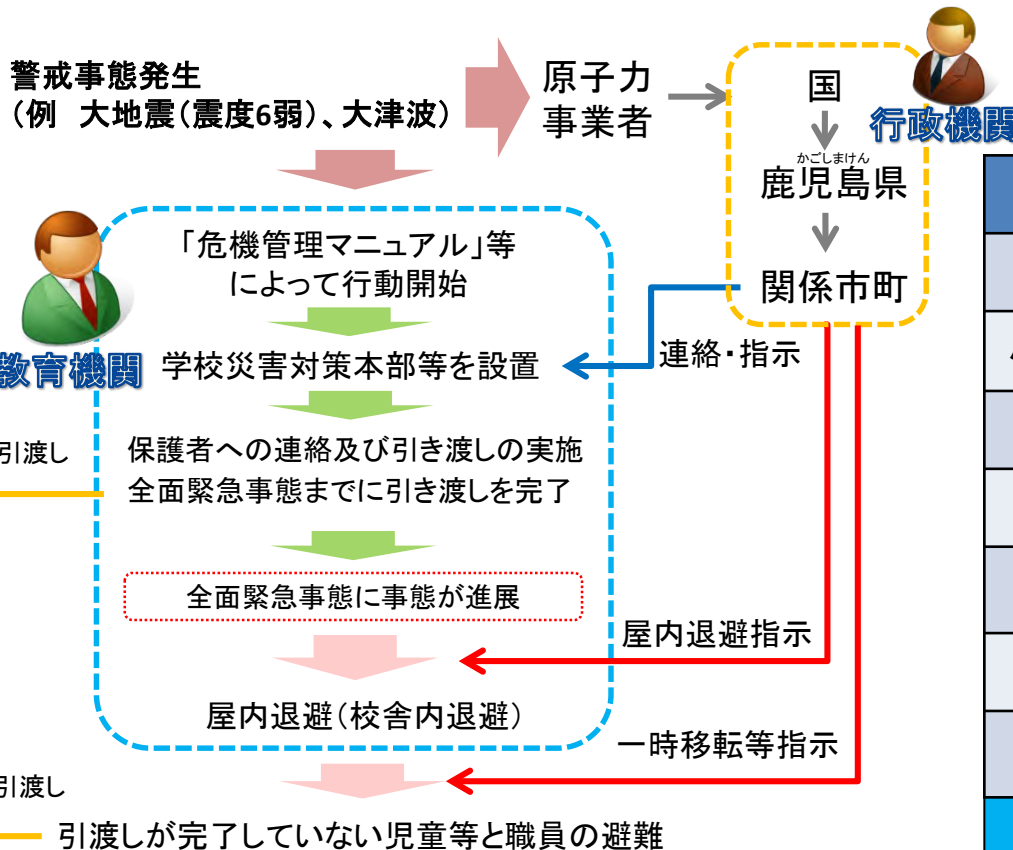 警戒事態発生
(例 大地震(震度6弱)、大津波)
原子力
事業者
国
行政機関
かごしまけん
鹿児島県
関係市町
「危機管理マニュアル」等
によって行動開始
教育機関
学校災害対策本部等を設置
連絡・指示
引渡し
保護者への連絡及び引き渡しの実施
全面緊急事態までに引き渡しを完了
全面緊急事態に事態が進展
屋内退避指示
屋内退避(校舎内退避)
一時移転等指示
引渡し
引渡しが完了していない児童等と職員の避難